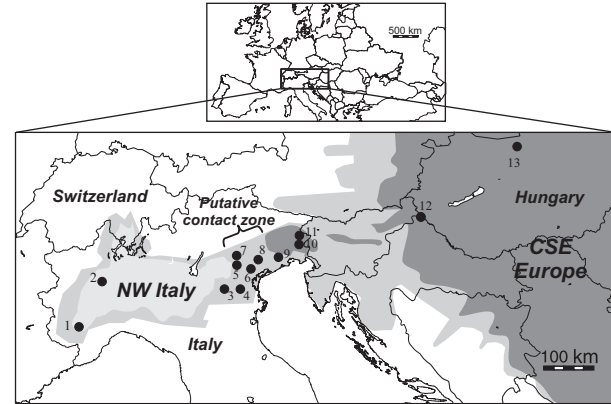 500 km
Switzerland
Putative
contact zone
13
Hungary
12
11
10
7
8
9
5
6
CSE
Europe
2
NW Italy
3
4
1
Italy
100 km